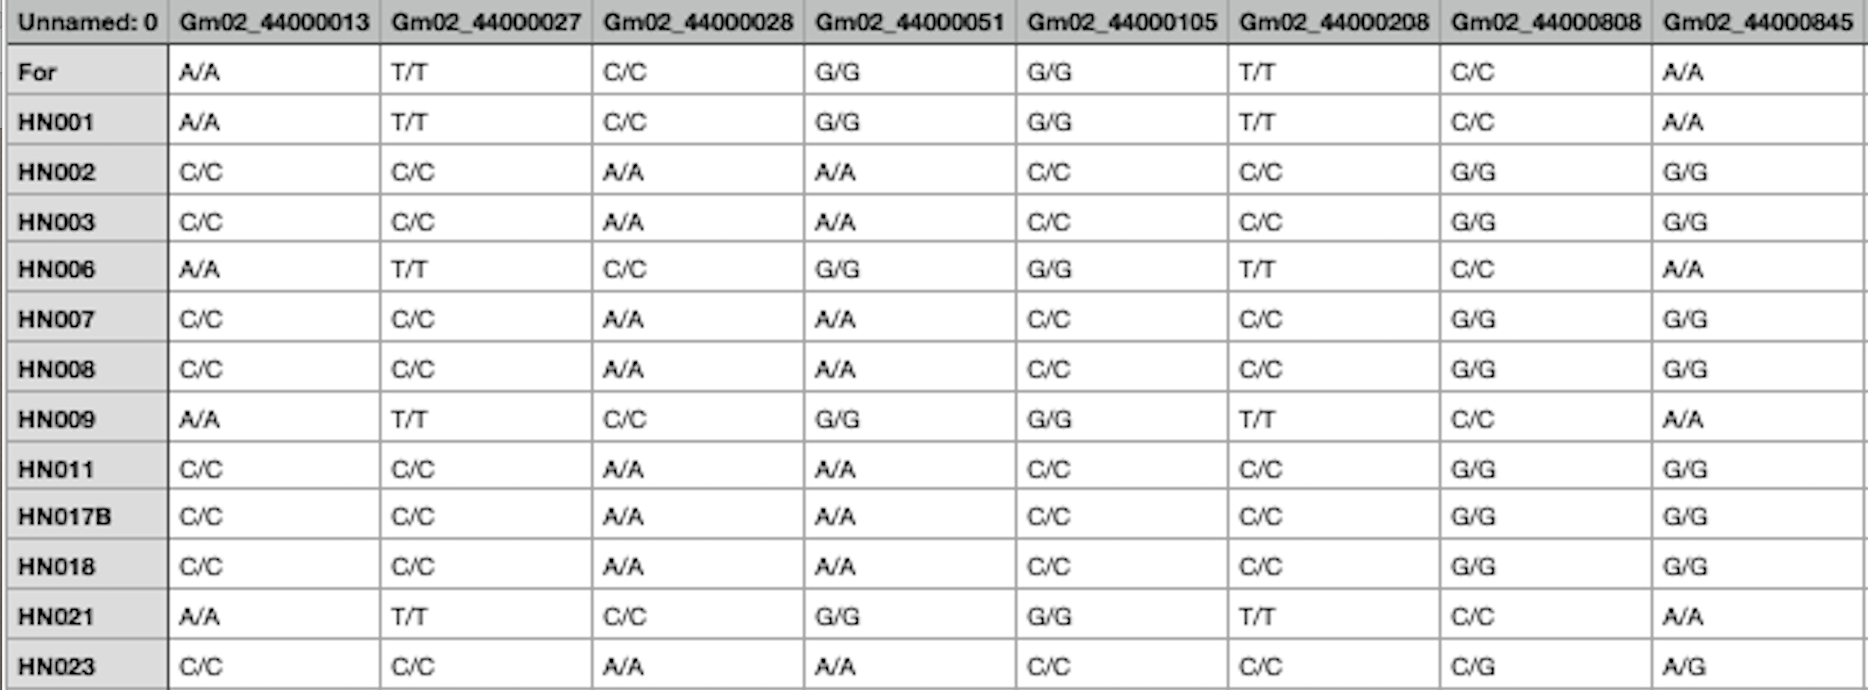 Unnamed: 0 Gm02_44000013 Gm02_44000027 Gm02_44000028 Gm02_44000051 Gm02_44000105 Gm02_44000208 Gm02_44000808 Gm02_44000845
For A/A T/T C/C G/G G/G T/T C/C A/A
HN001 A/A T/T C/C G/G G/G T/T C/C A/A
HN002 C/C C/C A/A A/A C/C C/C G/G G/G
HN003 C/C C/C A/A A/A C/C C/C G/G G/G
HN006 A/A T/T C/C G/G G/G T/T C/C A/A
HN007 C/C C/C A/A A/A C/C C/C G/G G/G
HN008 C/C C/C A/A A/A C/C C/C G/G G/G
HN009 A/A T/T C/C G/G G/G T/T C/C A/A
HN011 C/C C/C A/A A/A C/C C/C G/G G/G
HN017B C/C C/C A/A A/A C/C C/C G/G G/G
HN018 C/C C/C A/A A/A C/C C/C G/G G/G
HN021 A/A T/T C/C G/G G/G T/T C/C A/A
HN023 C/C C/C A/A A/A C/C C/C C/G A/G